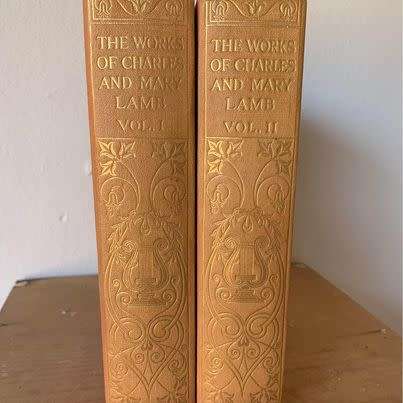 THE WORKS
OF CHARLES
AND MARY
LAMB
VOL. I
THE WORKS
OF CHARLES
AND MARY
LAMB
VOL. II